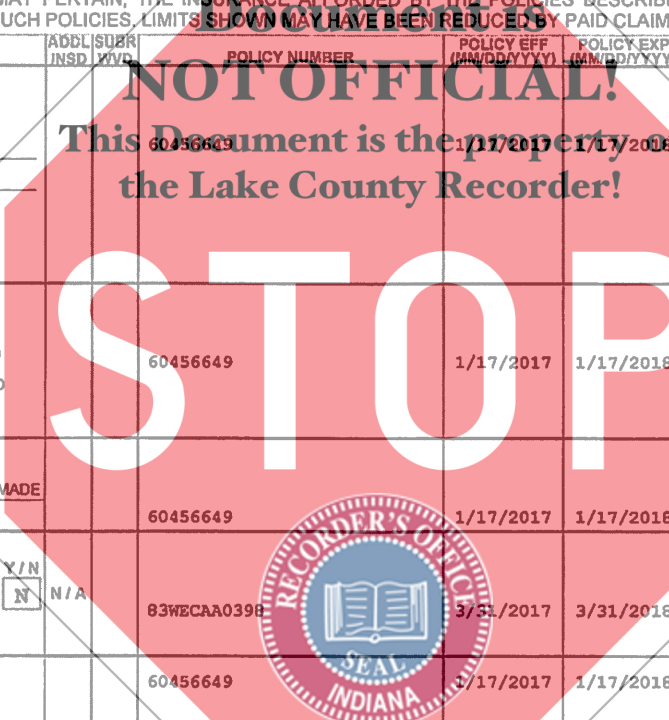 MAY PERTAIN, THE INSURANCE AFFORDED BY THE POLICIES DESCRIB
UCH POLICIES. LIMITS SHOWN MAY HAVE BEEN REDUCED BY PAID CLAIM
Document is
ADDL SUBR POLICY EFF POLICY EXP
INSD WVD POLICY NUMBER (MM/DD/YYYY) (MM/DD/YYYY
NOT OFFICIAL!
This Document is the property o
60456649 1/17/2017 1/17/2018
the Lake County Recorder!
STOP
60456649 1/17/2017 1/17/2018
MADE
60456649 1/17/2017 1/17/2018
RECORDER'S OFFICE
Y/N
N N/A
83WECAA0398 3/31/2017 3/31/2018
SEAL
60456649 1/17/2017 1/17/2018
INDIANA